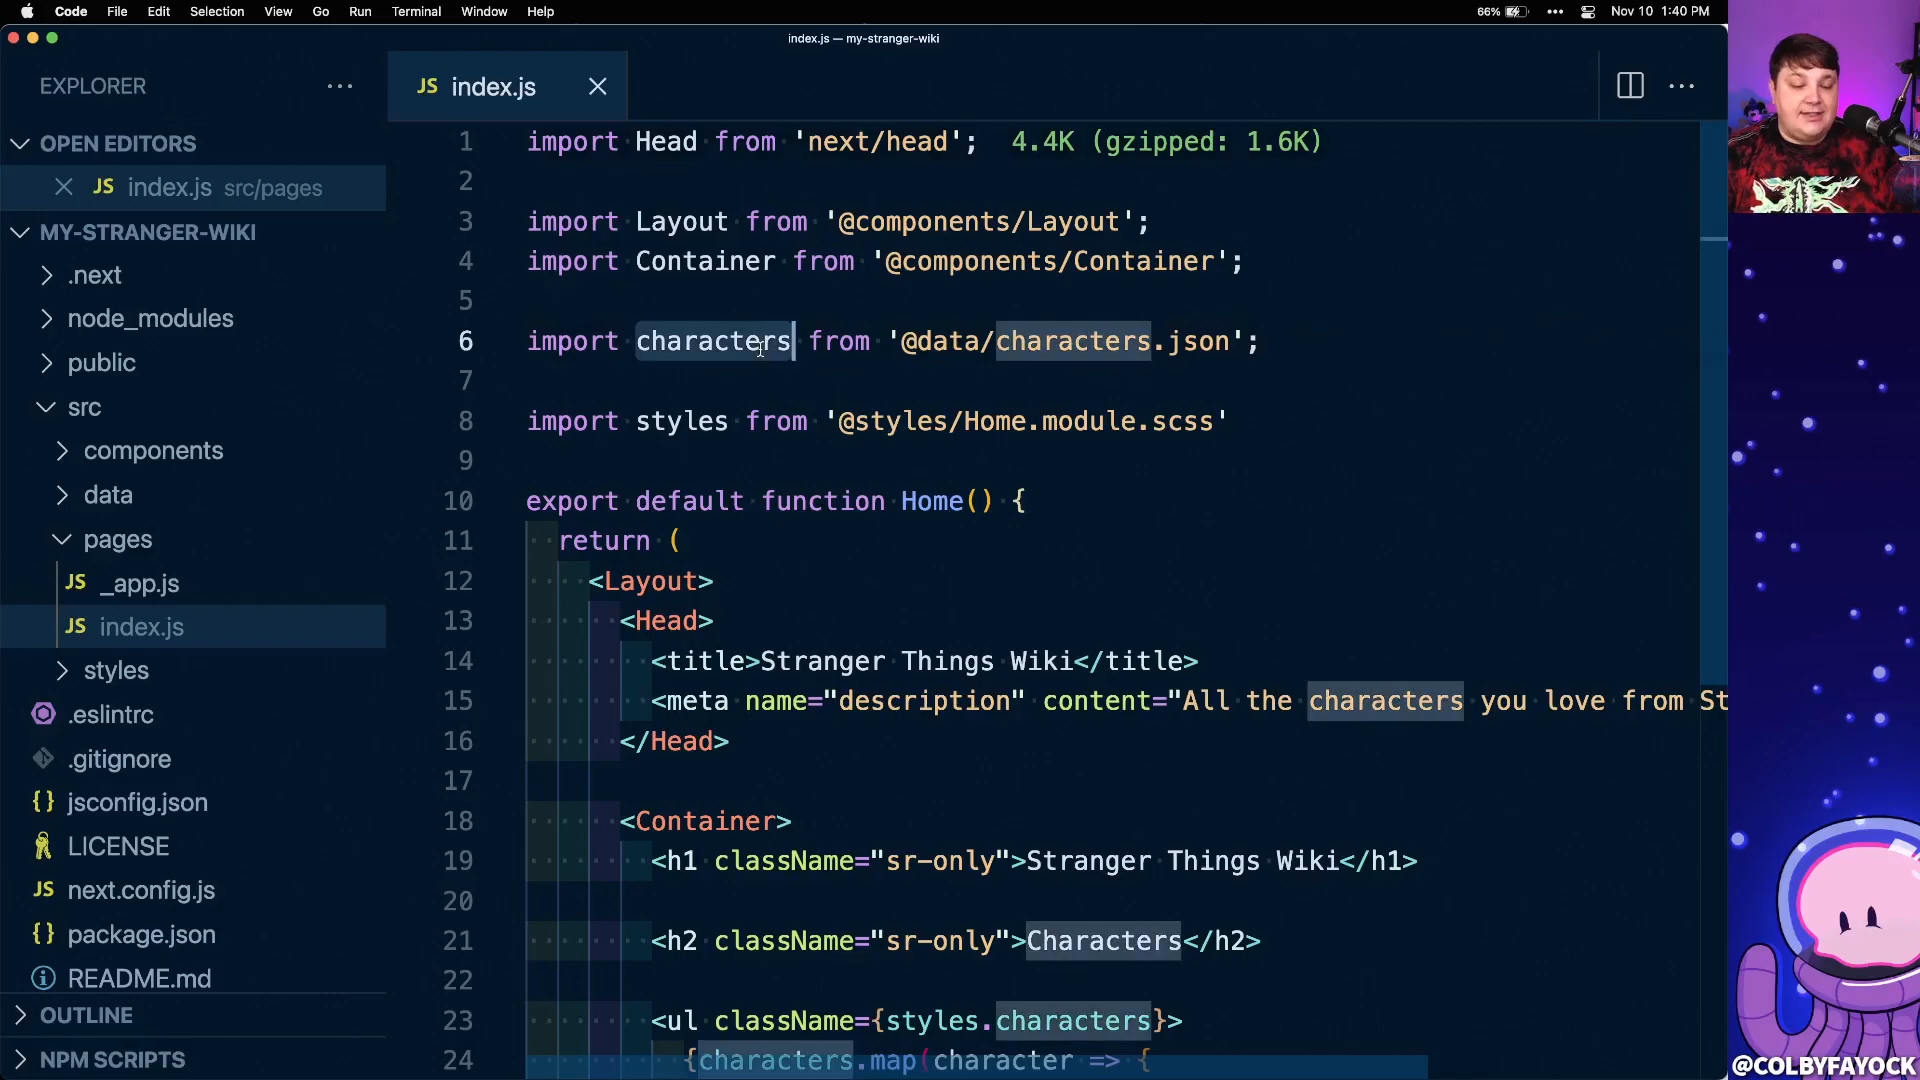 Code File Edit Selection View Go Run Terminal Window Help
66% Nov 10 1:40 PM
index.js — my-stranger-wiki
EXPLORER
OPEN EDITORS
JS index.js src/pages
MY-STRANGER-WIKI
.next
node_modules
public
src
components
data
pages
JS _app.js
JS index.js
styles
.eslintrc
.gitignore
{} jsconfig.json
LICENSE
JS next.config.js
{} package.json
README.md
OUTLINE
NPM SCRIPTS
JS index.js
1 import Head from 'next/head'; 4.4K (gzipped: 1.6K)
2
3 import Layout from '@components/Layout';
4 import Container from '@components/Container';
5
6 import characters from '@data/characters.json';
7
8 import styles from '@styles/Home.module.scss'
9
10 export default function Home() {
11 return (
12 <Layout>
13 <Head>
14 <title>Stranger Things Wiki</title>
15 <meta name="description" content="All the characters you love from St
16 </Head>
17
18 <Container>
19 <h1 className="sr-only">Stranger Things Wiki</h1>
20
21 <h2 className="sr-only">Characters</h2>
22
23 <ul className={styles.characters}>
24 {characters.map(character => {
@COLBYFAYOCK